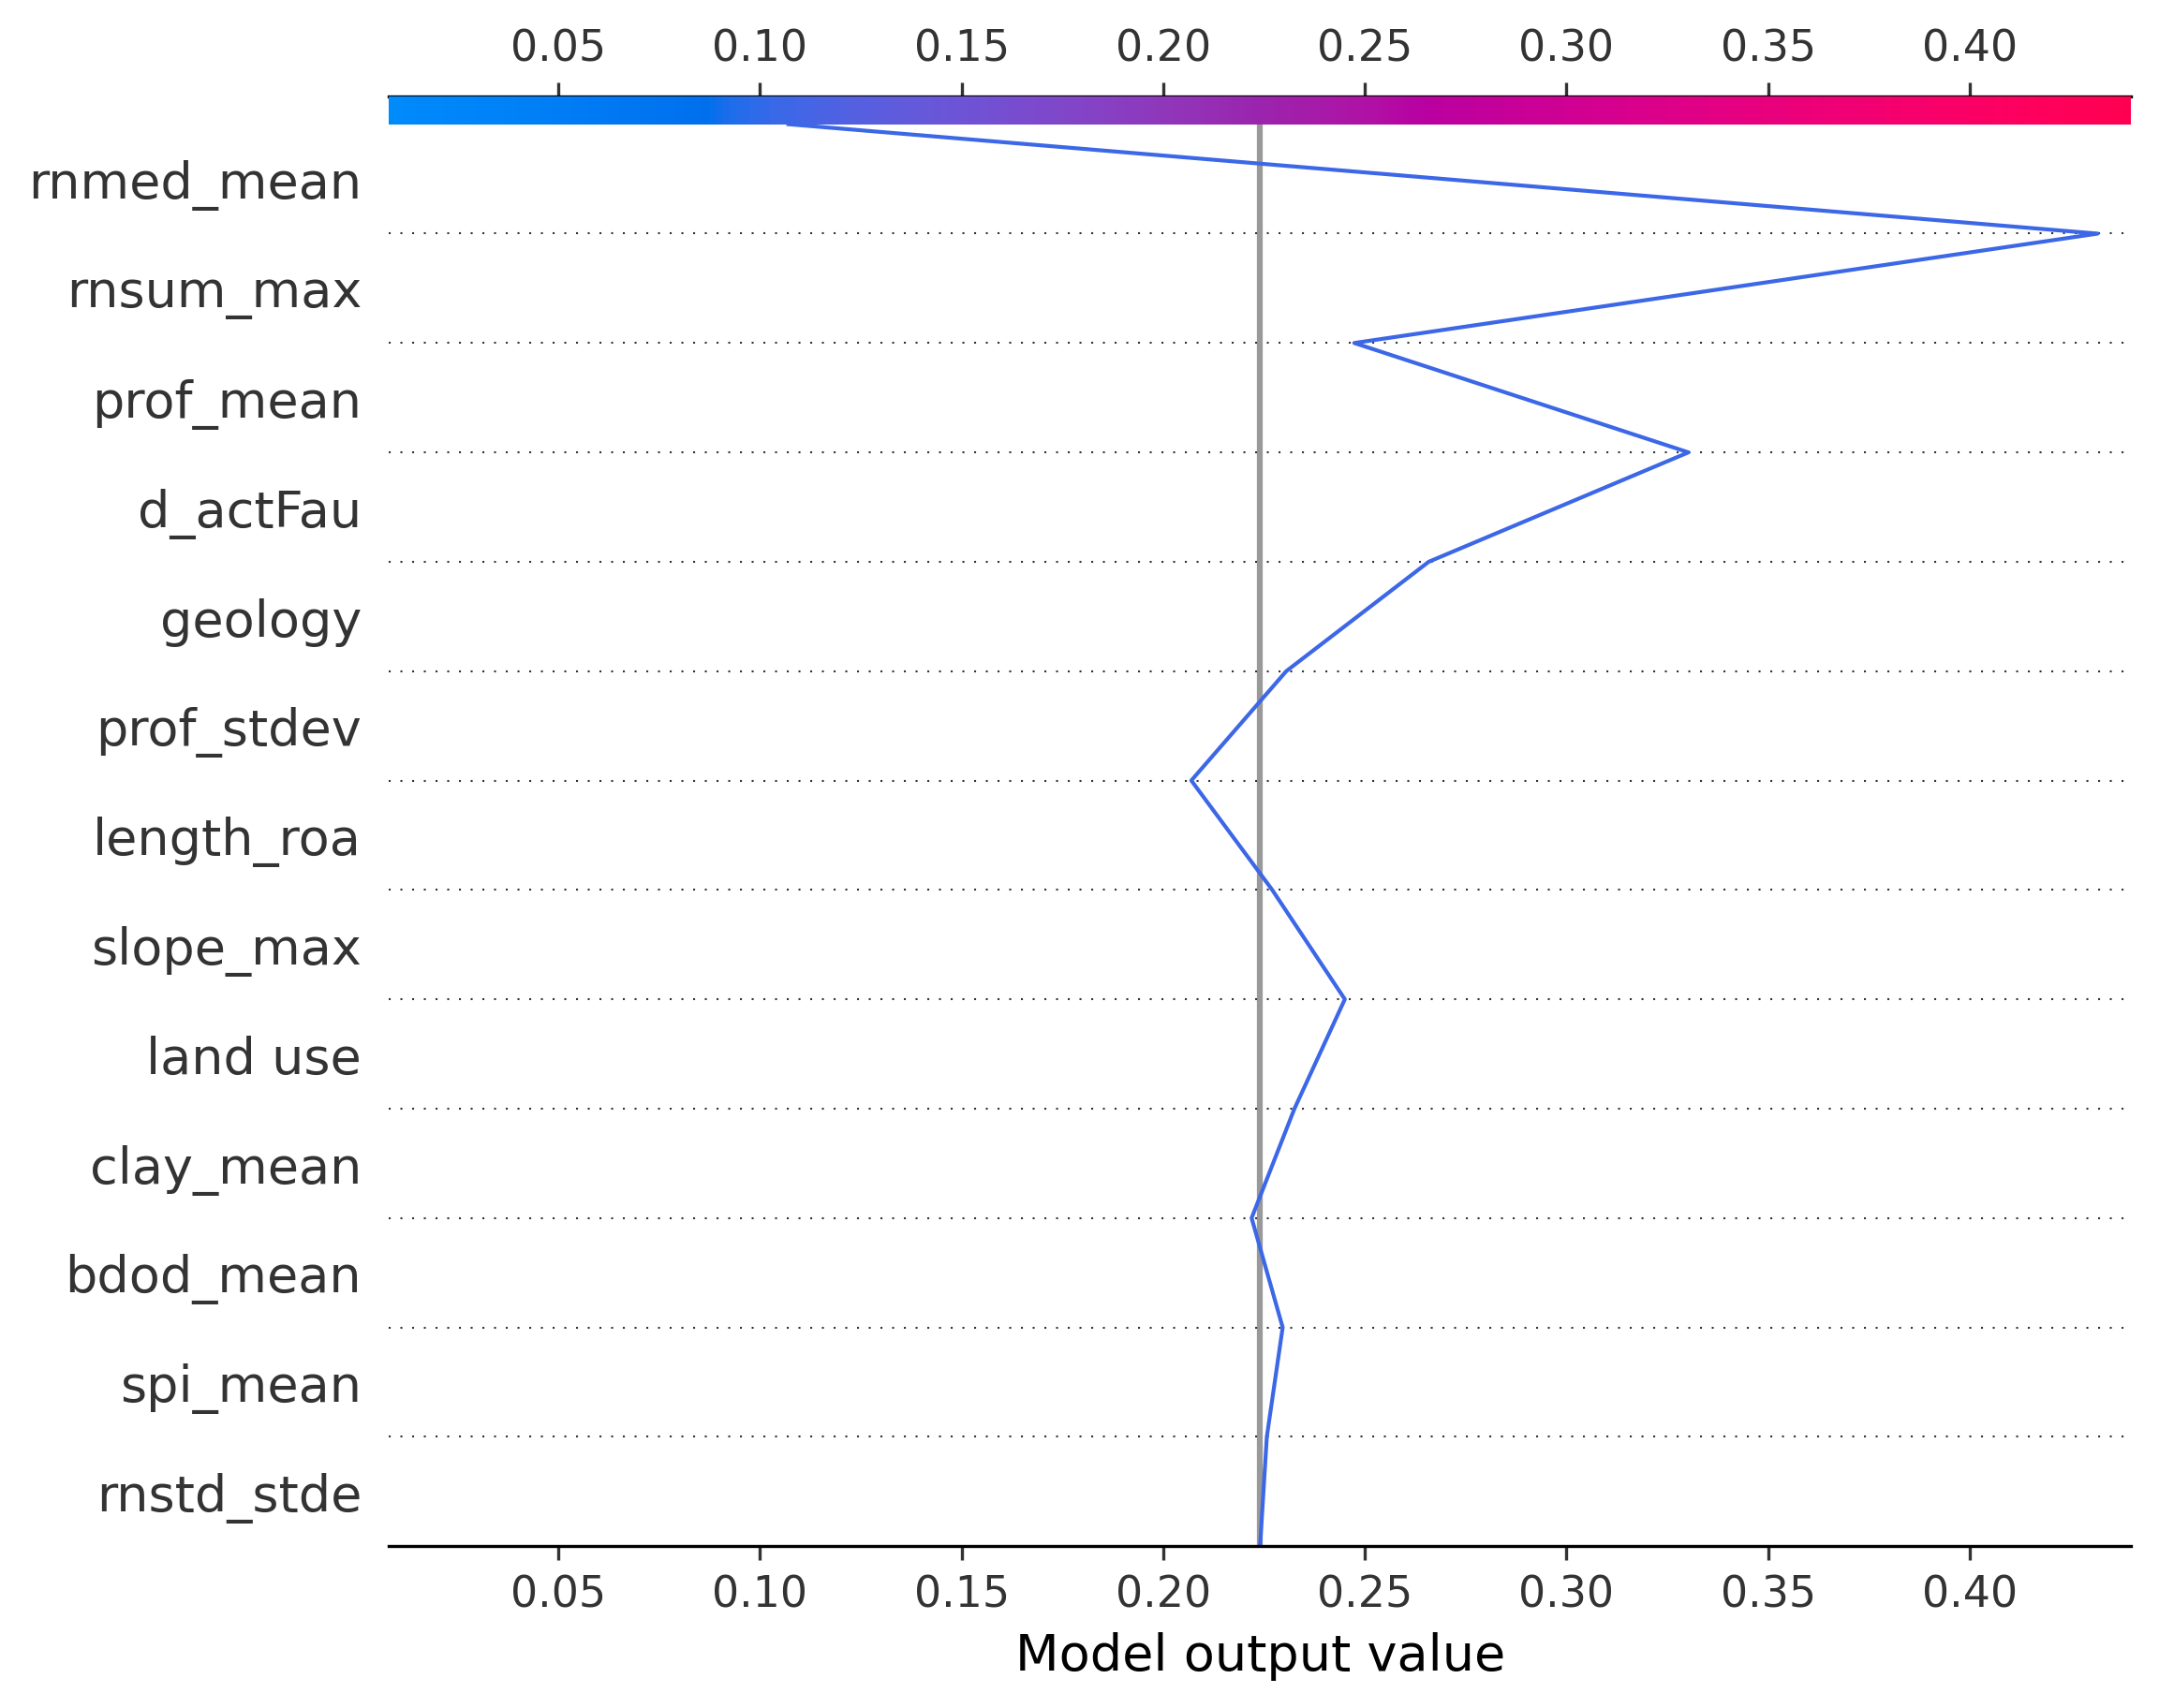 0.05 0.10 0.15 0.20 0.25 0.30 0.35 0.40
rnmed_mean
rnsum_max
prof_mean
d_actFau
geology
prof_stdev
length_roa
slope_max
land use
clay_mean
bdod_mean
spi_mean
rnstd_stde
0.05 0.10 0.15 0.20 0.25 0.30 0.35 0.40
Model output value